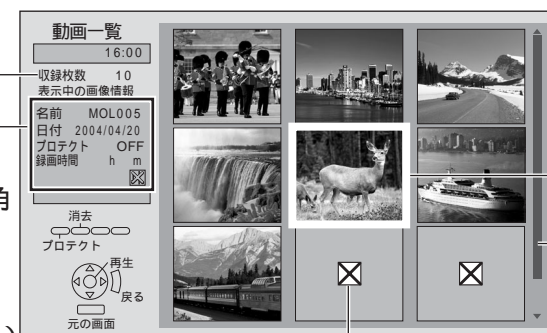 動画一覧
16:00
収録枚数 10
表示中の画像情報
名前 MOL005
日付 2004/04/20
プロテクト OFF
録画時間 h m
角
消去
プロテクト
再生
戻る
元の画面
)